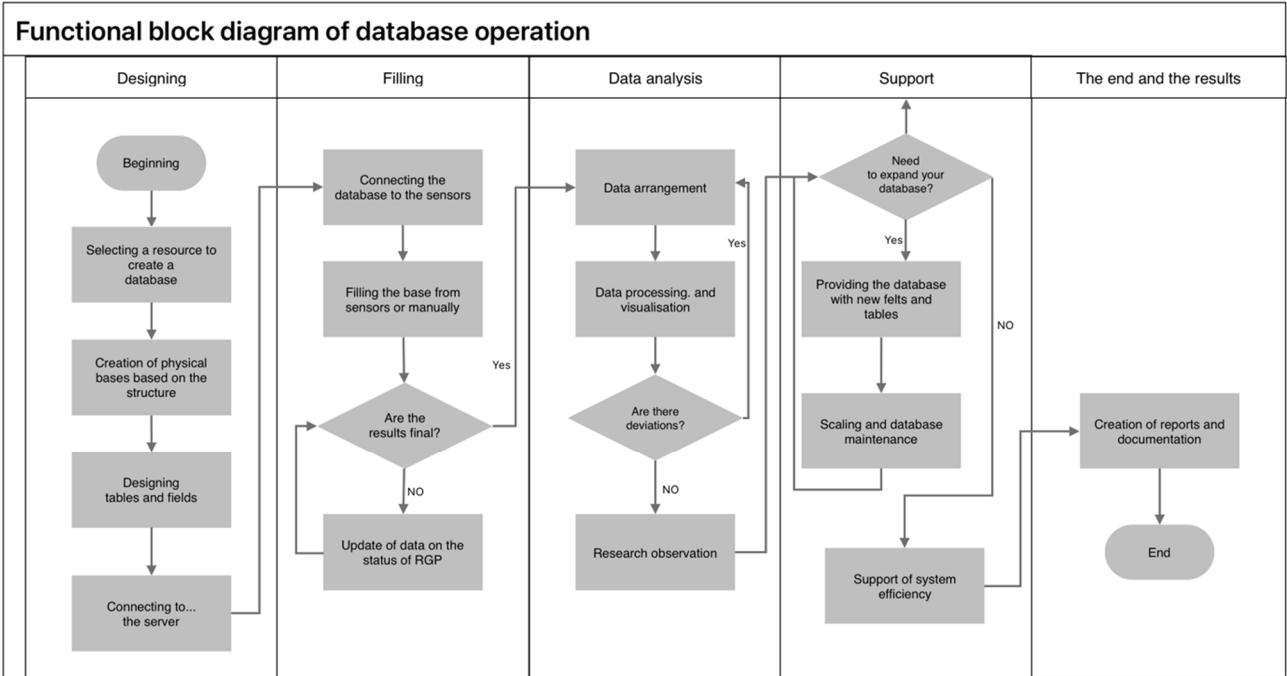 Functional block diagram of database operation
Designing
Filling
Data analysis
Support
The end and the results
Beginning
Selecting a resource to
create a
database
Creation of physical
bases based on the
structure
Designing
tables and fields
Connecting to...
the server
Connecting the
database to the sensors
Filling the base from
sensors or manually
Are the
results final?
Yes
NO
Update of data on the
status of RGP
Data arrangement
Data processing. and
visualisation
Are there
deviations?
Yes
NO
Research observation
Need
to expand your
database?
Yes
NO
Providing the database
with new felts and
tables
Scaling and database
maintenance
Support of system
efficiency
Creation of reports and
documentation
End